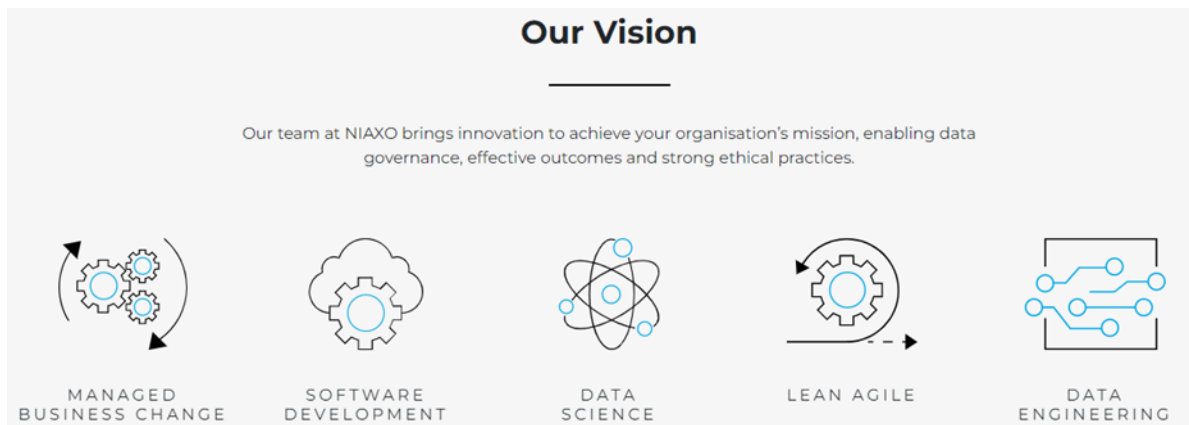 Our Vision
Our team at NIAXO brings innovation to achieve your organisation's mission, enabling data
governance, effective outcomes and strong ethical practices.
MANAGED
BUSINESS CHANGE
SOFTWARE
DEVELOPMENT
DATA
SCIENCE
LEAN AGILE
DATA
ENGINEERING